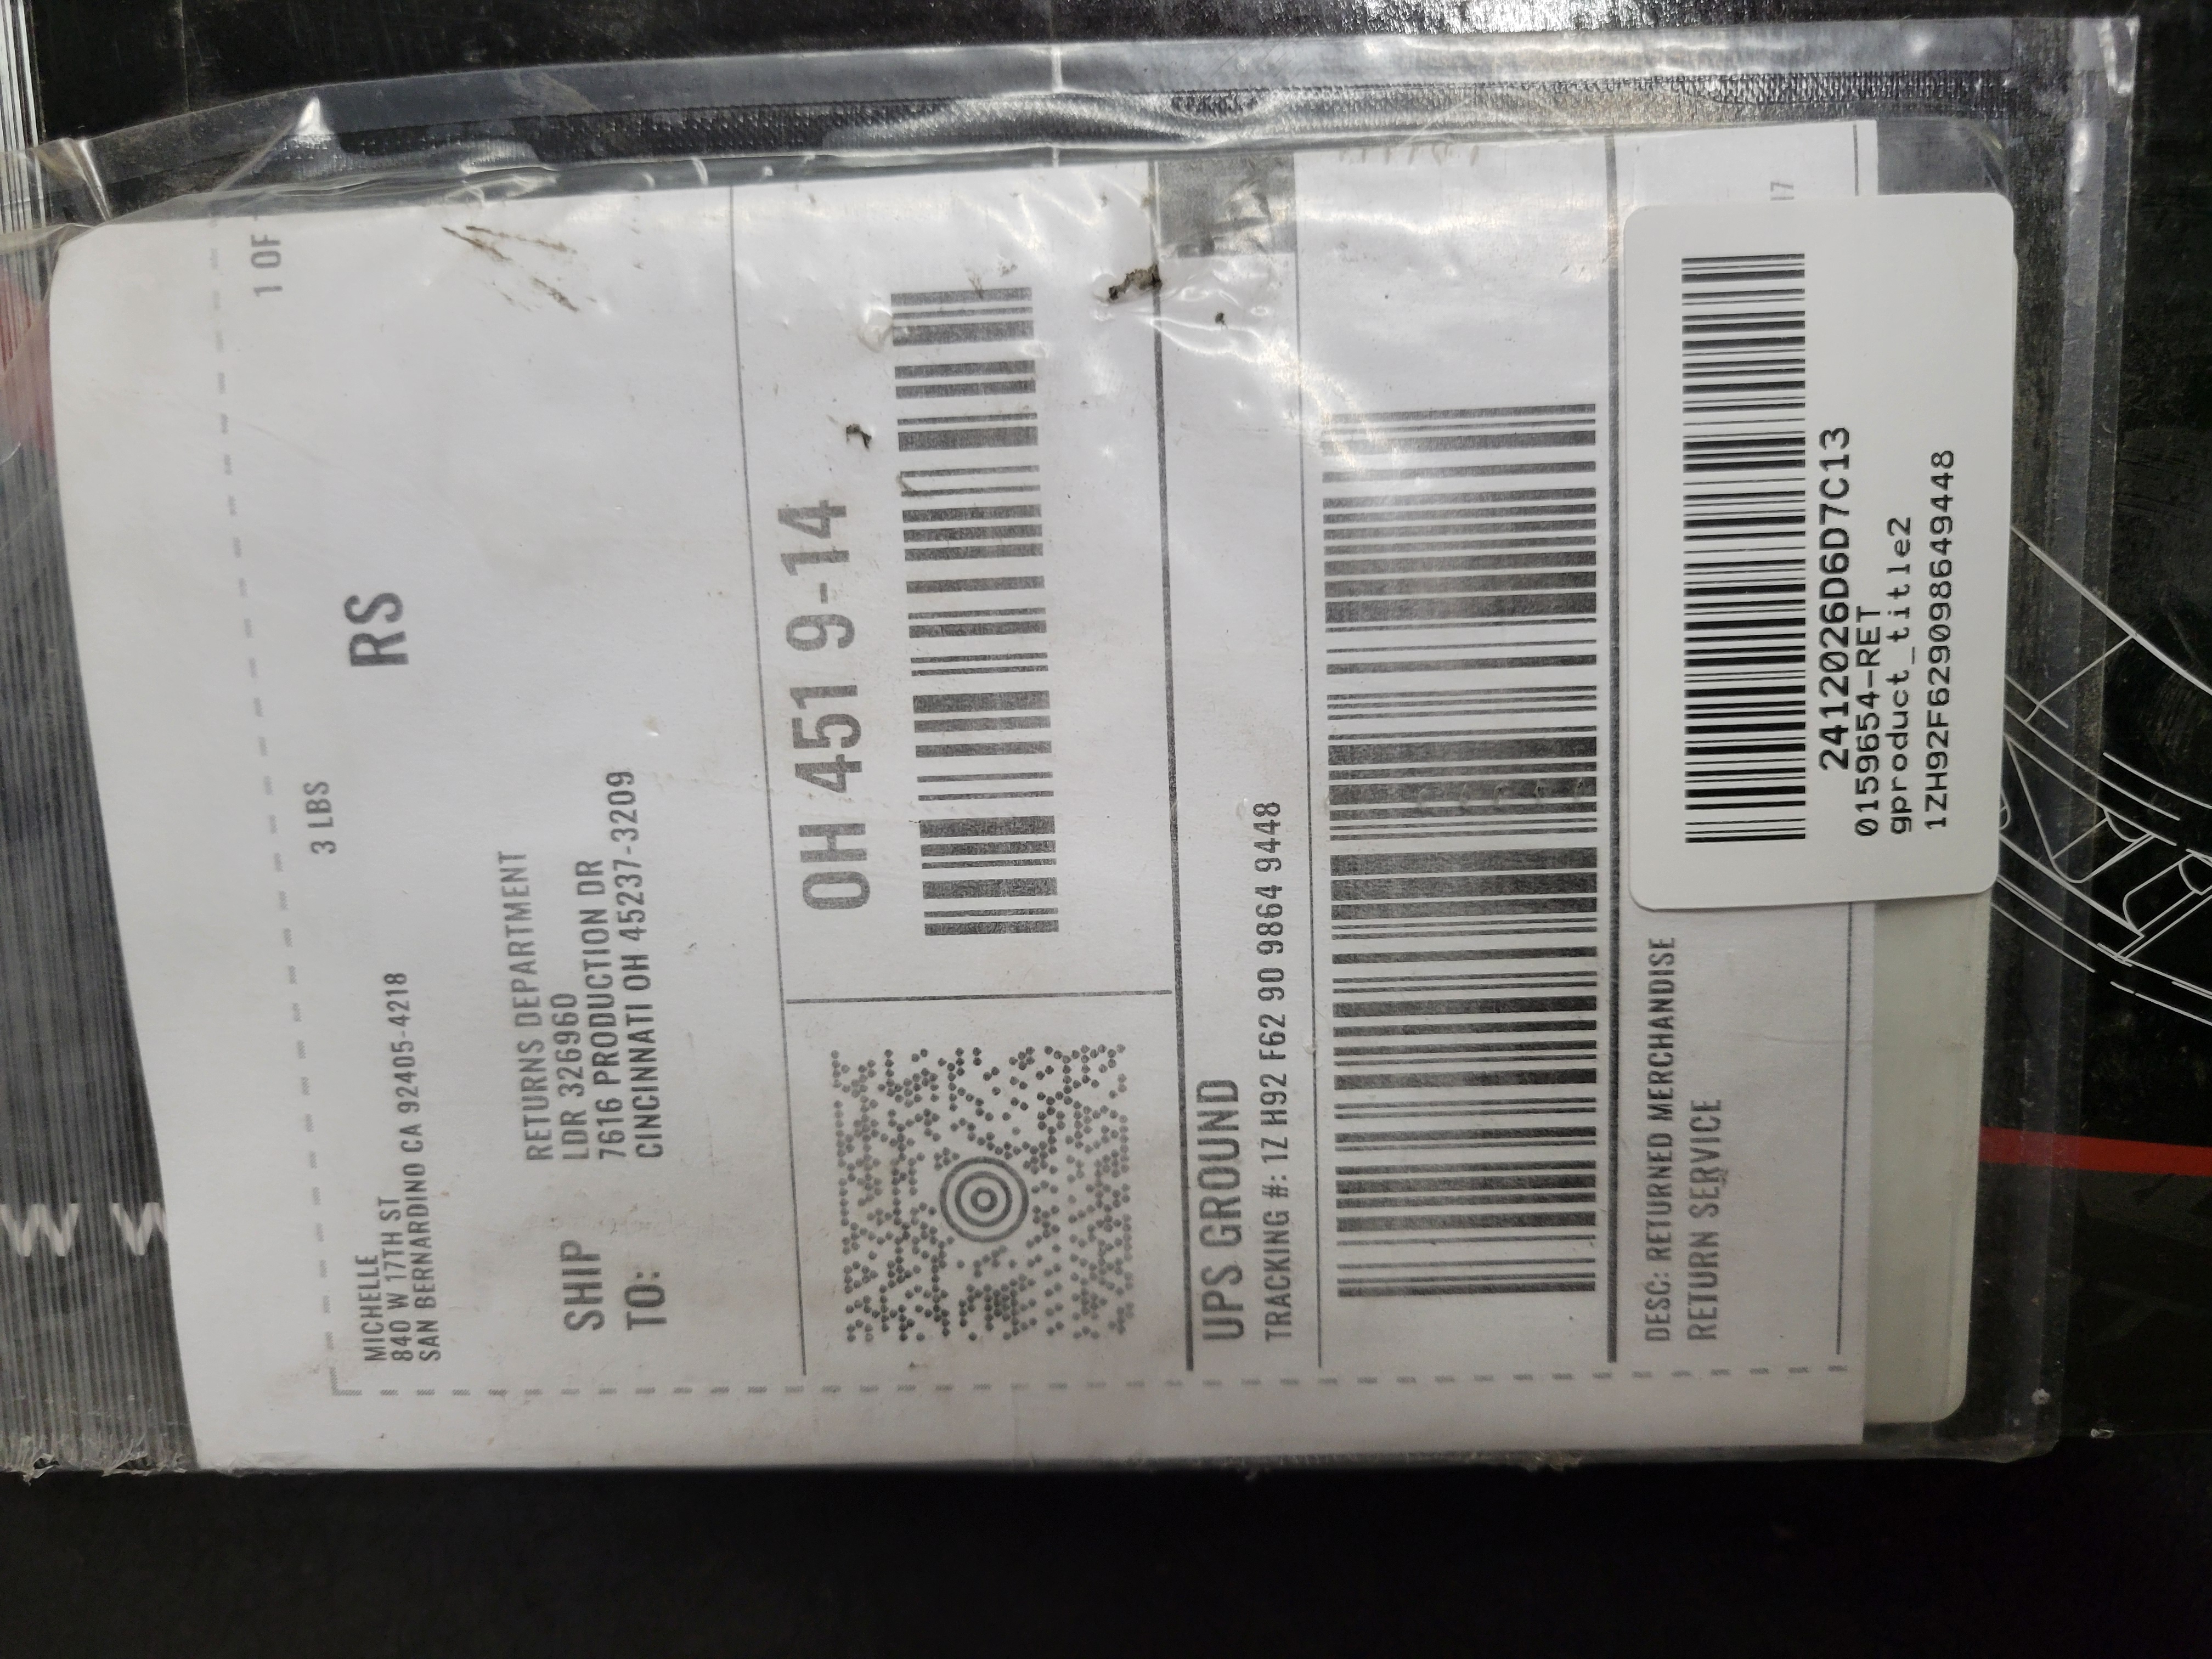 1 OF
3 LBS
RS
MICHELLE
840 W 17TH ST
SAN BERNARDINO CA 92405-4218
SHIP
TO:
RETURNS DEPARTMENT
LDR 326960
7616 PRODUCTION DR
CINCINNATI OH 45237-3209
OH 451 9-14
UPS GROUND
TRACKING #: 1Z H92 F62 90 9864 9448
DESC: RETURNED MERCHANDISE
RETURN SERVICE
2412026D6D7C13
0159654-RET
gproduct_title2
1ZH92F629098649448
W W